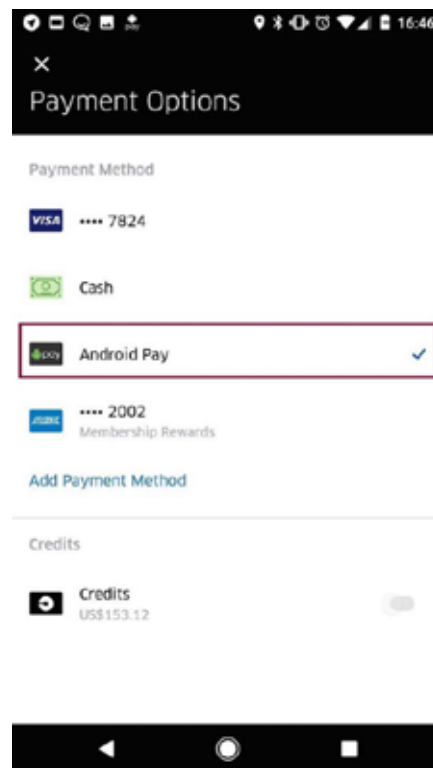 16:46
Payment Options
Payment Method
VISA •••• 7824
Cash
pay Android Pay
•••• 2002
Membership Rewards
Add Payment Method
Credits
Credits
US$153.12